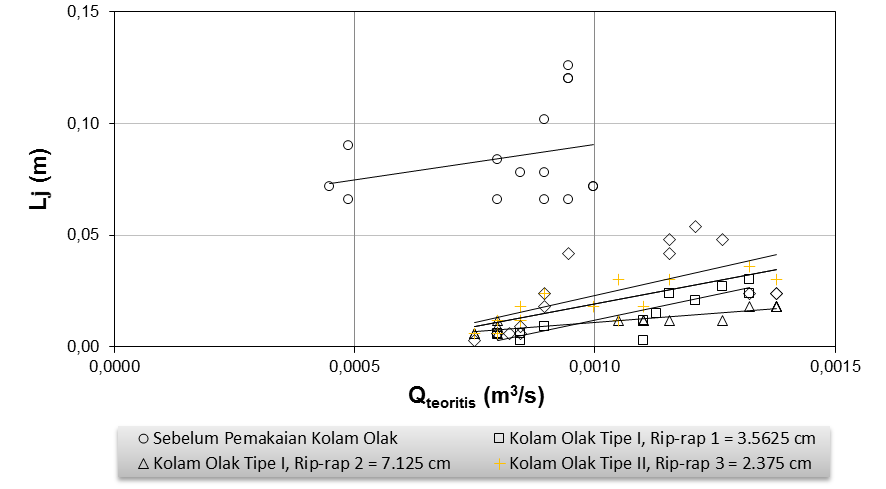 0,15
0,10
0,05
0,00
Lj (m)
0,0000 0,0005 0,0010 0,0015
Qteoritis (m3/s)
Sebelum Pemakaian Kolam Olak
Kolam Olak Tipe I, Rip-rap 1 = 3.5625 cm
Kolam Olak Tipe I, Rip-rap 2 = 7.125 cm
Kolam Olak Tipe II, Rip-rap 3 = 2.375 cm